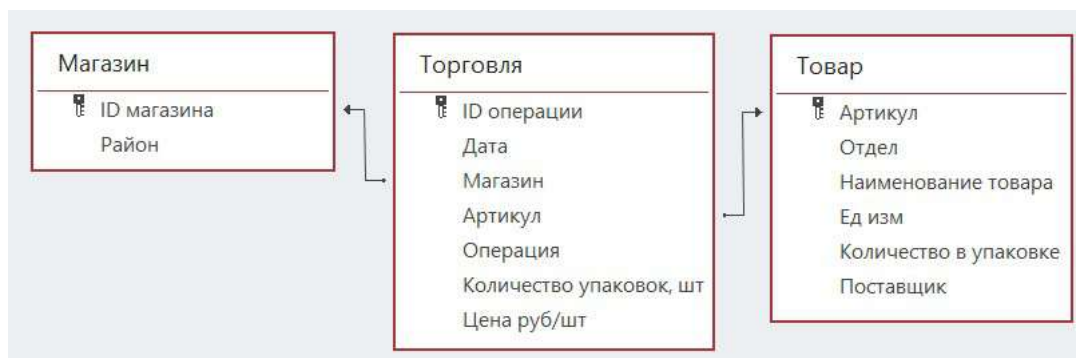 Магазин
ID магазина
Район
Торговля
ID операции
Дата
Магазин
Артикул
Операция
Количество упаковок, шт
Цена руб/шт
Товар
Артикул
Отдел
Наименование товара
Ед изм
Количество в упаковке
Поставщик